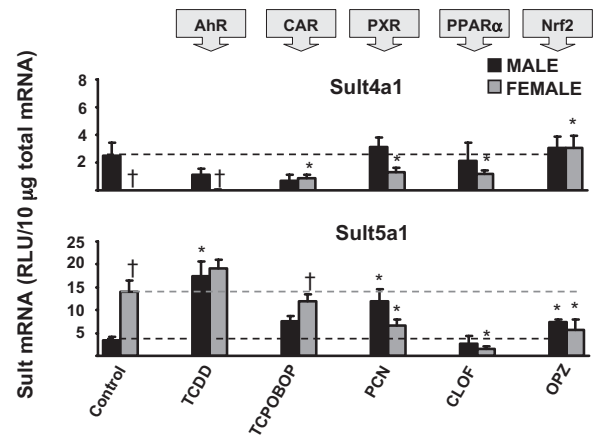 AhR CAR PXR PPARα Nrf2
MALE
FEMALE
Sult4a1
8
6
4
2
0
† † * * * *
Sult mRNA (RLU/10 µg total mRNA)
Sult5a1
25
20
15
10
5
† * † * * * * *
Control TCDD TCPOBOP PCN CLOF OPZ